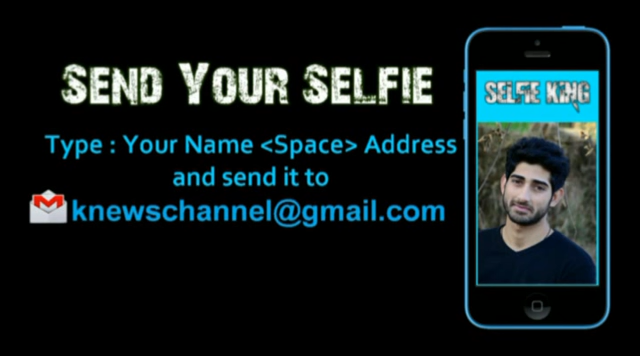 SEND YOUR SELFIE
Type : Your Name <Space> Address
and send it to
knewschannel@gmail.com
SELFIE KING